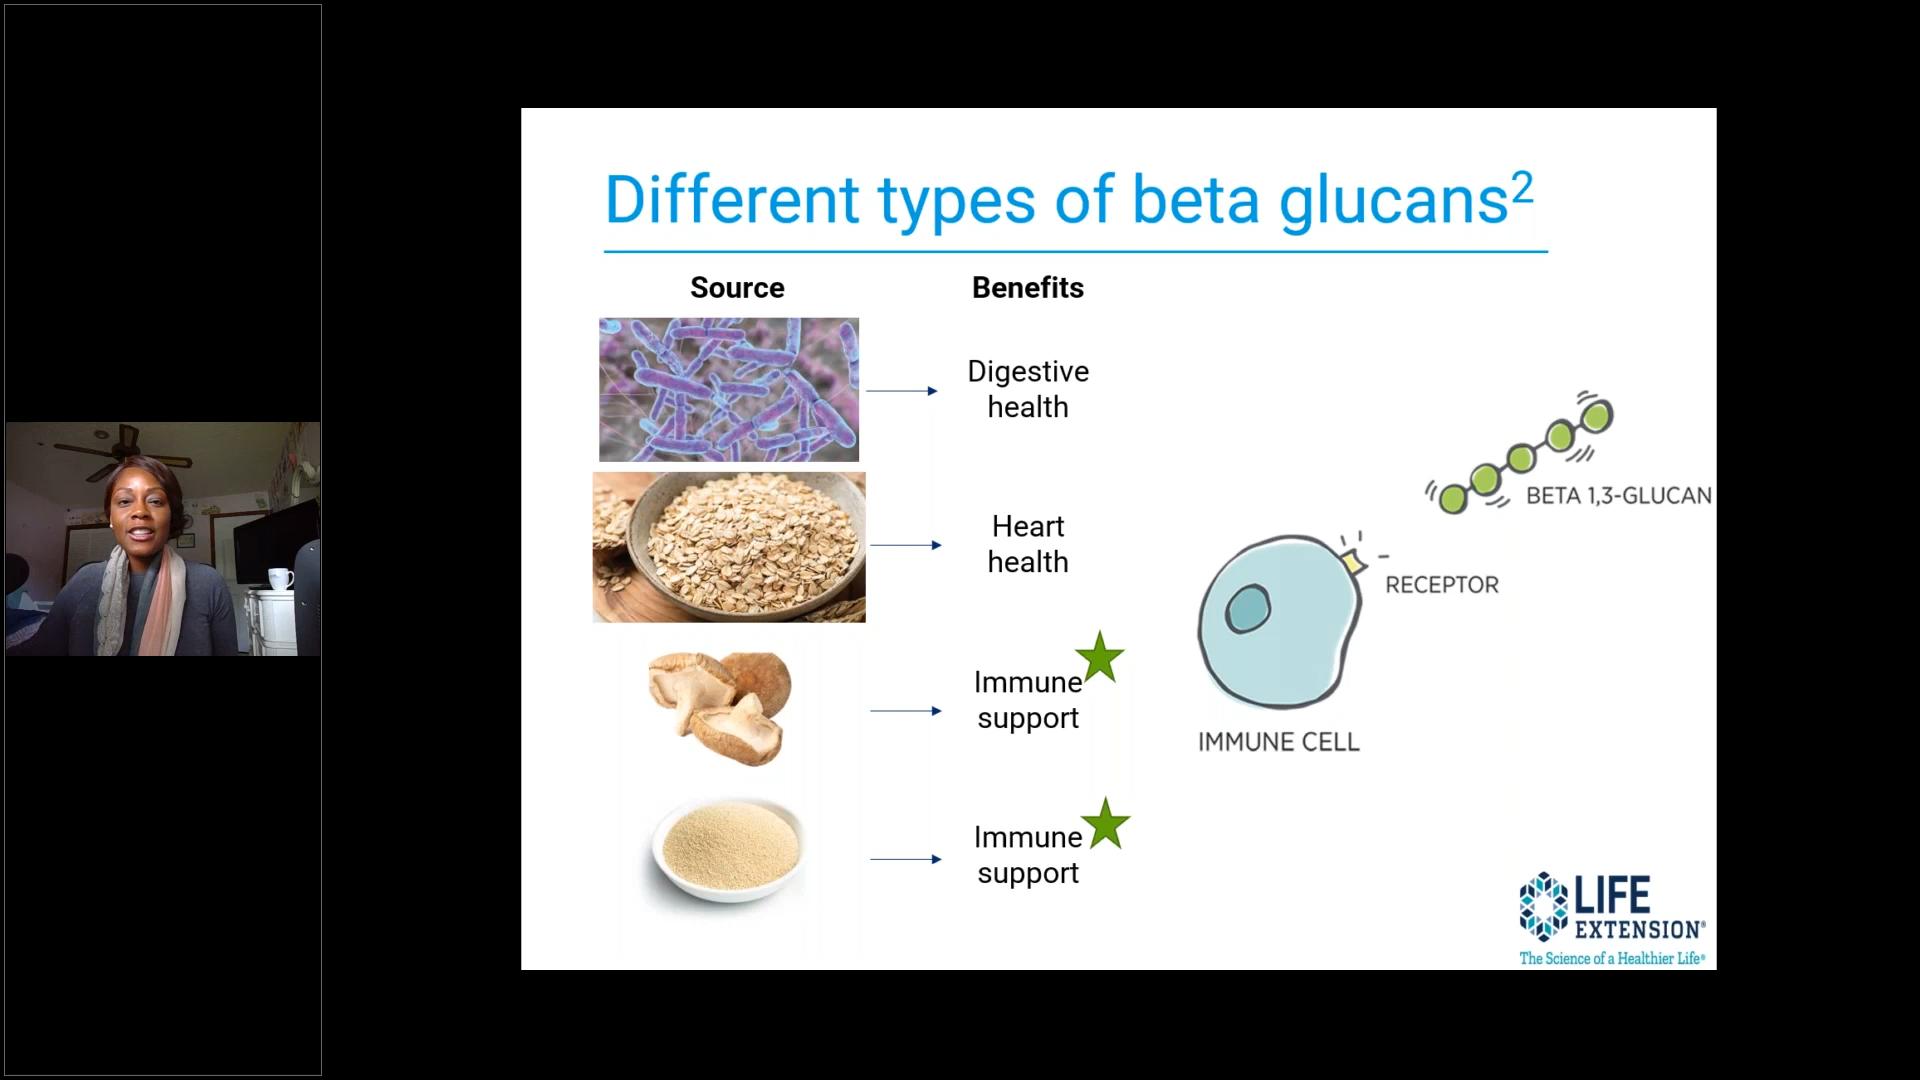 Different types of beta glucans2
Source
Benefits
Digestive
health
Heart
health
Immune
support
Immune
support
BETA 1,3-GLUCAN
RECEPTOR
IMMUNE CELL
LIFE
EXTENSION®
The Science of a Healthier Life®